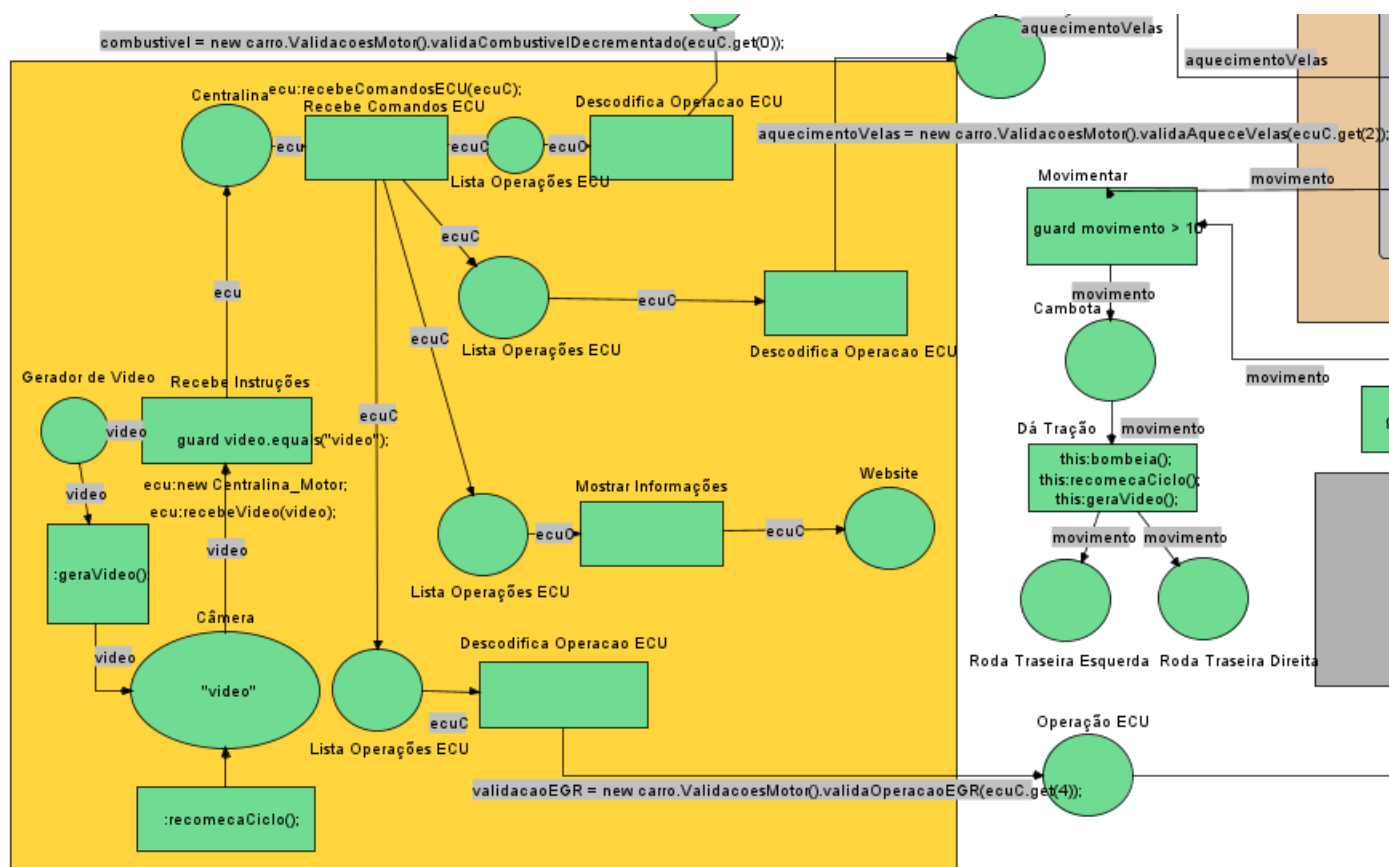 aquecimentoVelas
combustivel = new carro.ValidacoesMotor().validaCombustivelDecrementado(ecuC.get(0));
aquecimentoVelas
Centralina
ecu:recebeComandosECU(ecuC);
Recebe Comandos ECU
Descodifica Operacao ECU
ecu
ecuC
ecuC
aquecimentoVelas = new carro.ValidacoesMotor().validaAqueceVelas(ecuC.get(2));
Lista Operações ECU
Movimentar
movimento
guard movimento > 10
ecuC
ecu
ecuC
movimento
Cambota
ecuC
Lista Operações ECU
Descodifica Operacao ECU
Gerador de Video
Recebe Instruções
movimento
ecuC
video
guard video.equals("video");
Dá Tração
movimento
this:bombeia();
this:recomecaCiclo();
this:geraVideo();
ecu:new Centralina_Motor;
ecu:recebeVideo(video);
Mostrar Informações
Website
video
ecuC
ecuC
movimento
movimento
video
:geraVideo();
Lista Operações ECU
Câmera
video
Descodifica Operacao ECU
Roda Traseira Esquerda
Roda Traseira Direita
"video"
ecuC
Operação ECU
Lista Operações ECU
validacaoEGR = new carro.ValidacoesMotor().validaOperacaoEGR(ecuC.get(4));
:recomecaCiclo();